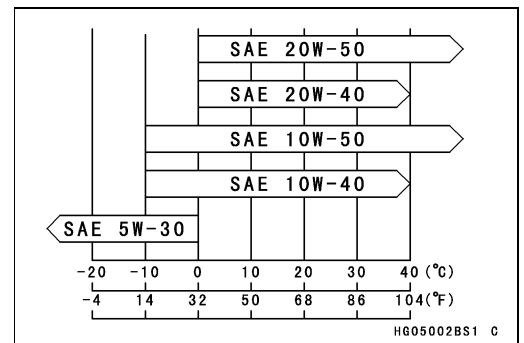 SAE 20W-50
SAE 20W-40
SAE 10W-50
SAE 10W-40
SAE 5W-30
-20 -10 0 10 20 30 40 (°C)
-4 14 32 50 68 86 104(°F)
HG05002BS1 C